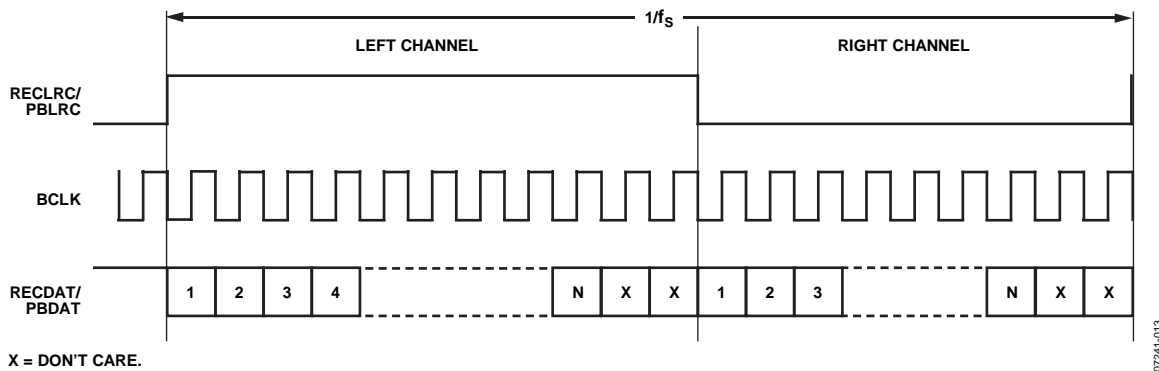 1/fS
LEFT CHANNEL RIGHT CHANNEL
RECLRC/
PBLRC
BCLK
RECDAT/
PBDAT
1 2 3 4 N X X 1 2 3 N X X
X = DON'T CARE.
07241-013